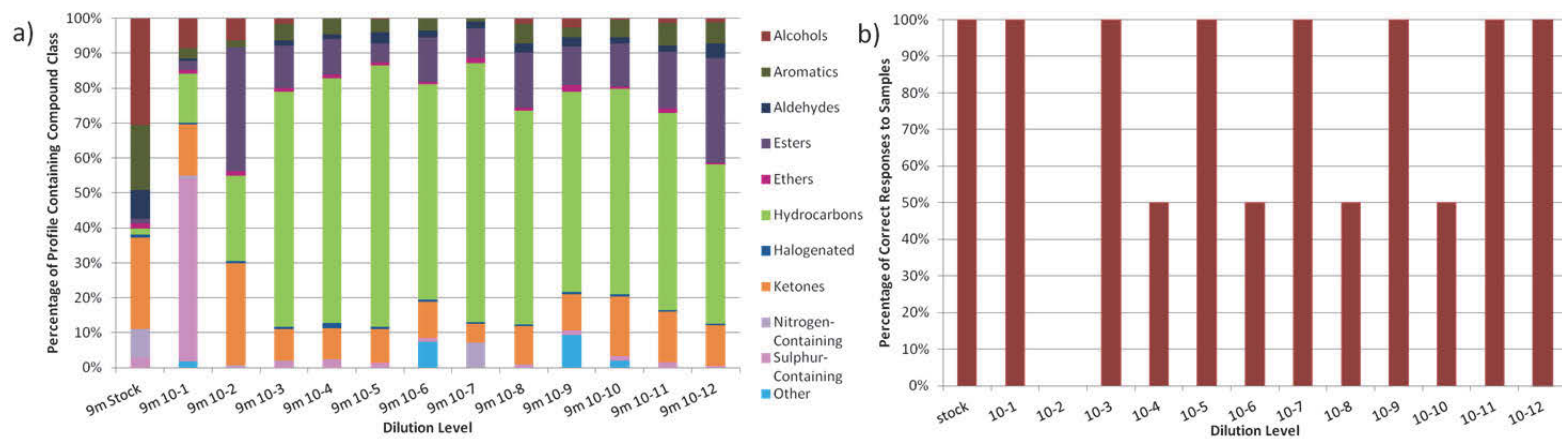 a)
Percentage of Profile Containing Compound Class
100%
90%
80%
70%
60%
50%
40%
30%
20%
10%
0%
9m Stock
9m 10-1
9m 10-2
9m 10-3
9m 10-4
9m 10-5
9m 10-6
9m 10-7
9m 10-8
9m 10-9
9m 10-10
9m 10-11
9m 10-12
Dilution Level
Alcohols
Aromatics
Aldehydes
Esters
Ethers
Hydrocarbons
Halogenated
Ketones
Nitrogen-
Containing
Sulphur-
Containing
Other
b)
Percentage of Correct Responses to Samples
100%
90%
80%
70%
60%
50%
40%
30%
20%
10%
0%
stock
10-1
10-2
10-3
10-4
10-5
10-6
10-7
10-8
10-9
10-10
10-11
10-12
Dilution Level